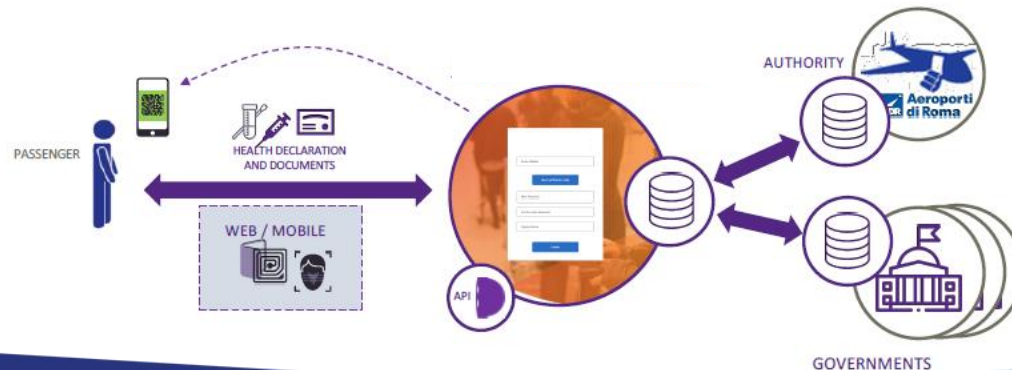 AUTHORITY
Aeroporti
di Roma
PASSENGER
HEALTH DECLARATION
AND DOCUMENTS
WEB / MOBILE
API
GOVERNMENTS